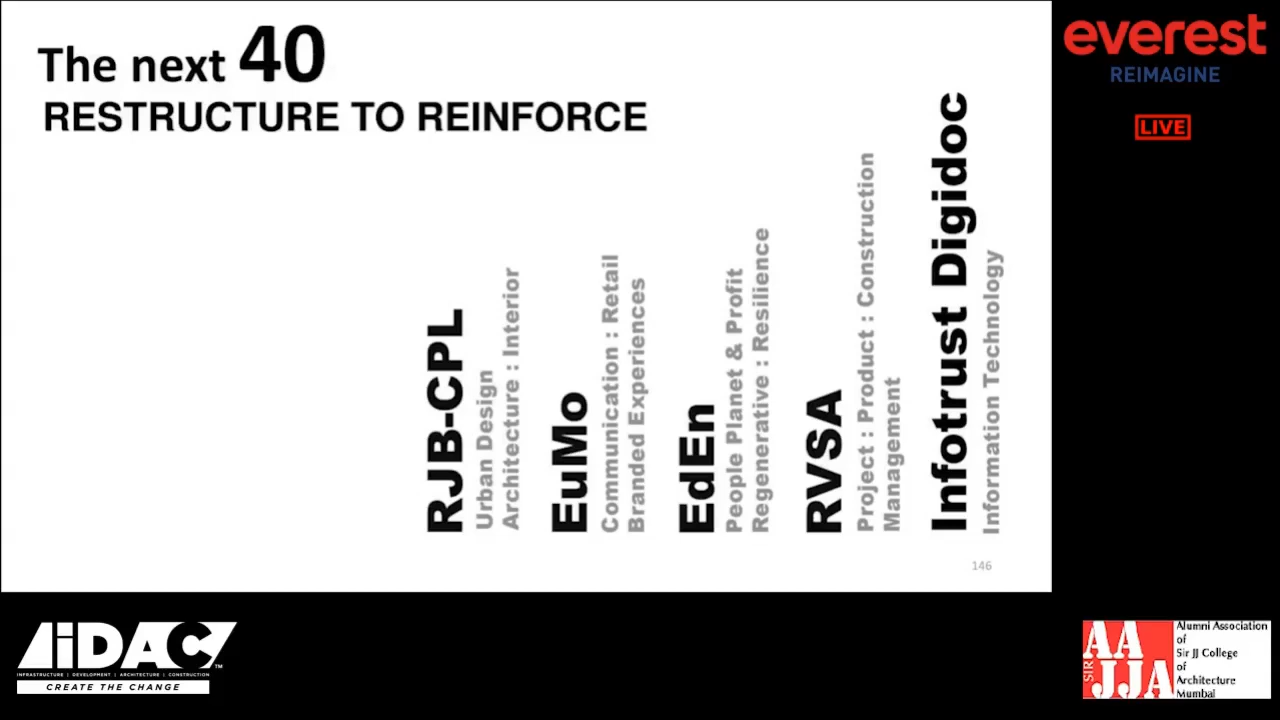 The next 40
RESTRUCTURE TO REINFORCE
RJB-CPL
Urban Design
Architecture : Interior
EuMo
Communication : Retail
Branded Experiences
EdEn
People Planet & Profit
Regenerative : Resilience
RVSA
Project : Product : Construction
Management
Infotrust Digidoc
Information Technology
146
everest
REIMAGINE
LIVE
IDAC™
INFRASTRUCTURE | DEVELOPMENT | ARCHITECTURE | CONSTRUCTION
CREATE THE CHANGE
SIR
AA
JJA
Alumni Association
of
Sir JJ College
of
Architecture
Mumbai